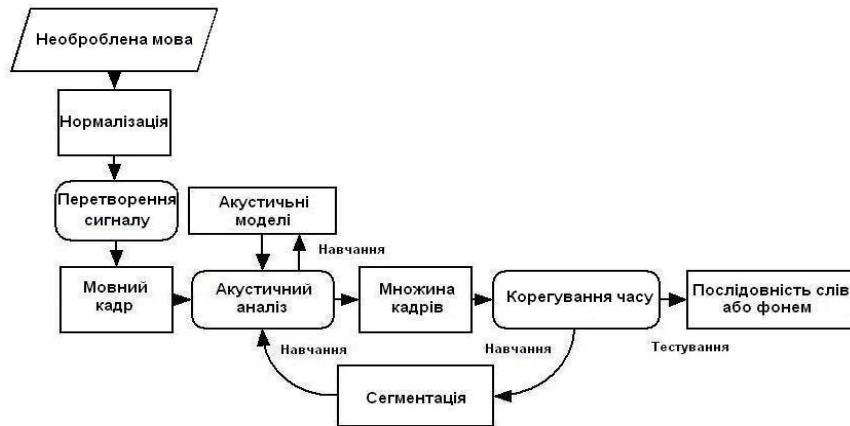 Необроблена мова
Нормалізація
Перетворення
сигналу
Акустичьні
моделі
Навчання
Мовний
кадр
Акустичний
аналіз
Множина
кадрів
Корегування часу
Послідовність слів
або фонем
Навчання
Навчання
Тестування
Сегментація